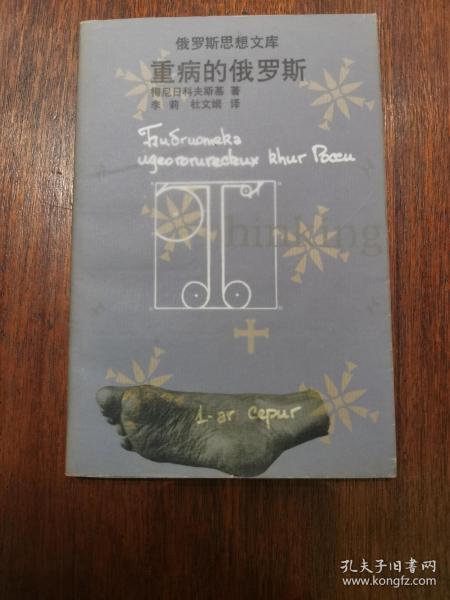 俄罗斯思想文库
重病的俄罗斯
梅尼日科夫斯基 著
李 莉 杜文娟 译
Библиотека
идеологических книг России
T
hinking
1-ая серия
孔夫子旧书网
www.kongfz.com